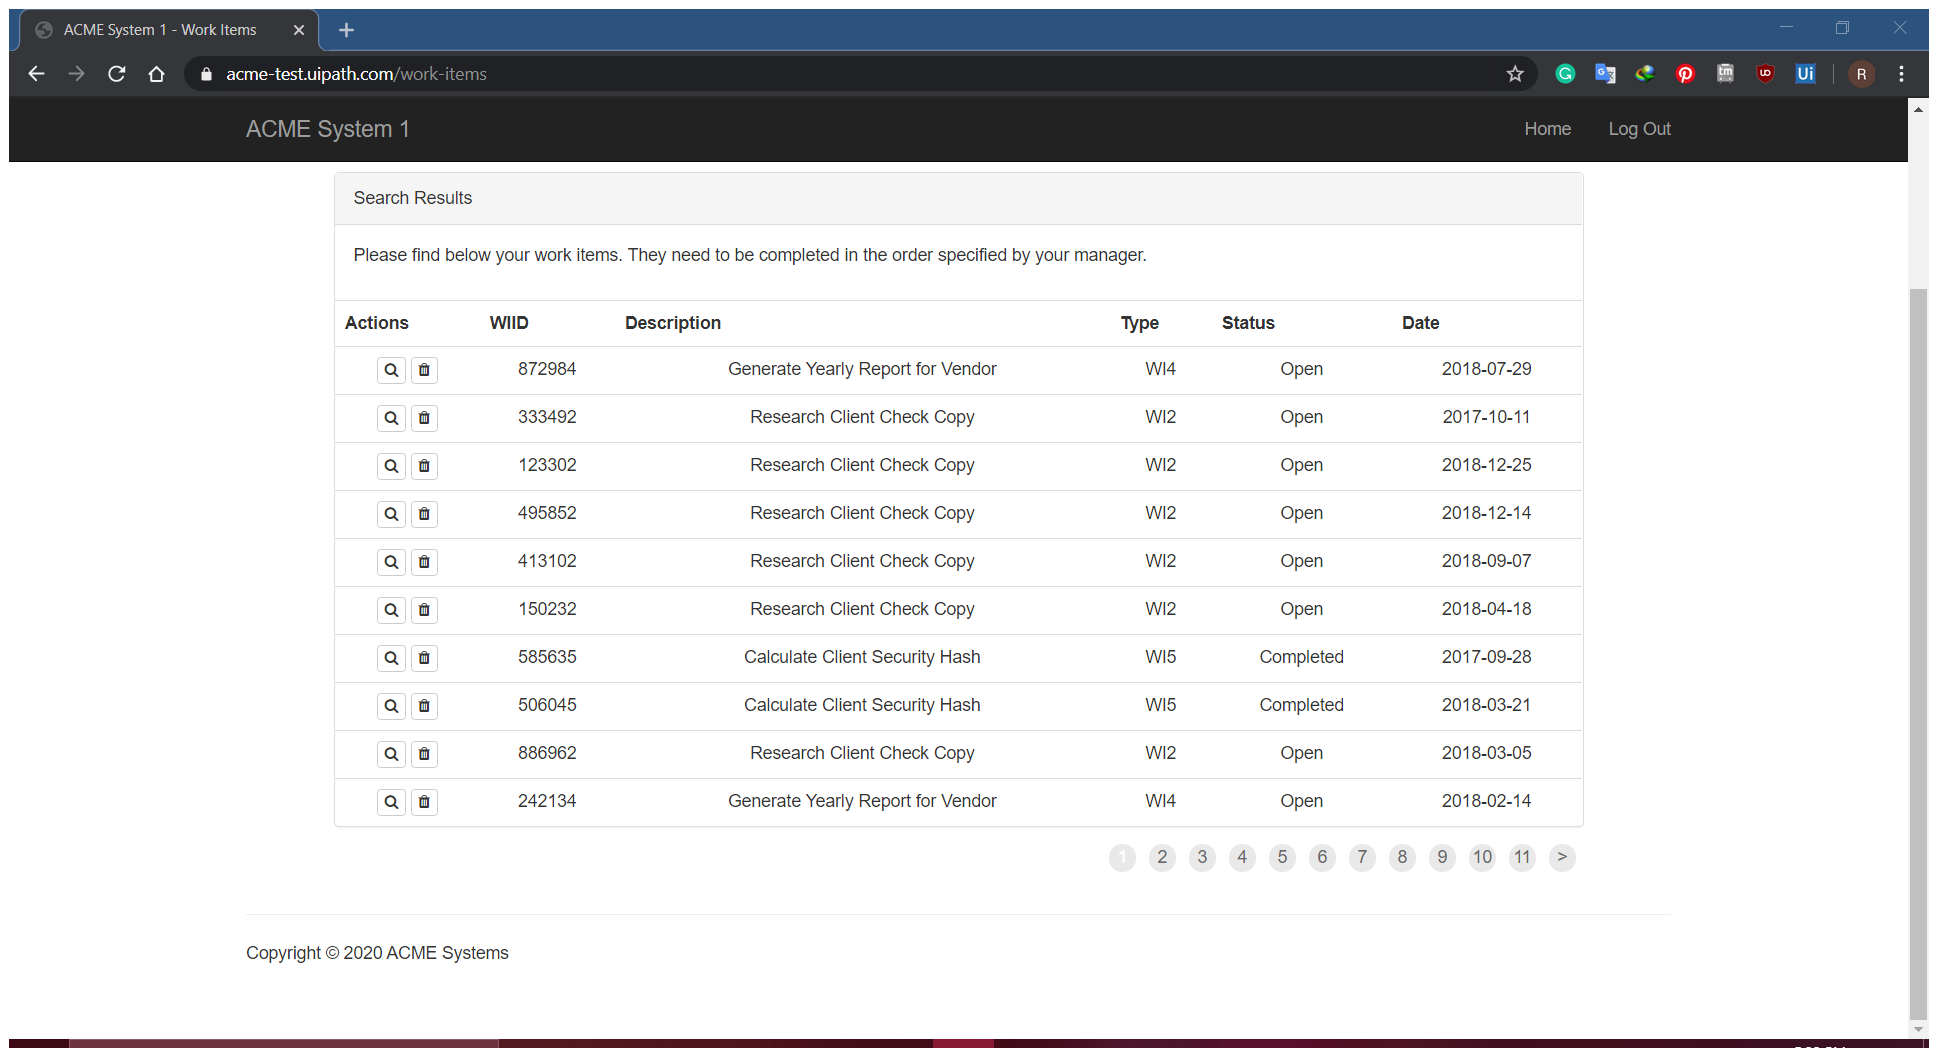 ACME System 1 - Work Items
acme-test.uipath.com/work-items
R
ACME System 1 Home Log Out
Search Results
Please find below your work items. They need to be completed in the order specified by your manager.
Actions WIID Description Type Status Date
872984 Generate Yearly Report for Vendor WI4 Open 2018-07-29
333492 Research Client Check Copy WI2 Open 2017-10-11
123302 Research Client Check Copy WI2 Open 2018-12-25
495852 Research Client Check Copy WI2 Open 2018-12-14
413102 Research Client Check Copy WI2 Open 2018-09-07
150232 Research Client Check Copy WI2 Open 2018-04-18
585635 Calculate Client Security Hash WI5 Completed 2017-09-28
506045 Calculate Client Security Hash WI5 Completed 2018-03-21
886962 Research Client Check Copy WI2 Open 2018-03-05
242134 Generate Yearly Report for Vendor WI4 Open 2018-02-14
1 2 3 4 5 6 7 8 9 10 11 >
Copyright © 2020 ACME Systems